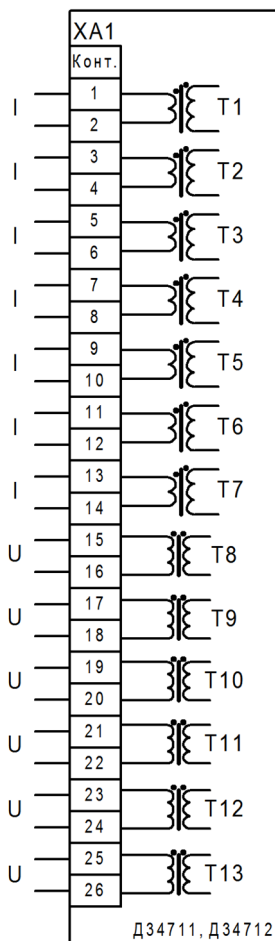 XA1
Конт.
1
I T1
2
3
I T2
4
5
I T3
6
7
I T4
8
9
I T5
10
11
I T6
12
13
I T7
14
15
U T8
16
17
U T9
18
19
U T10
20
21
U T11
22
23
U T12
24
25
U T13
26
Д34711, Д34712